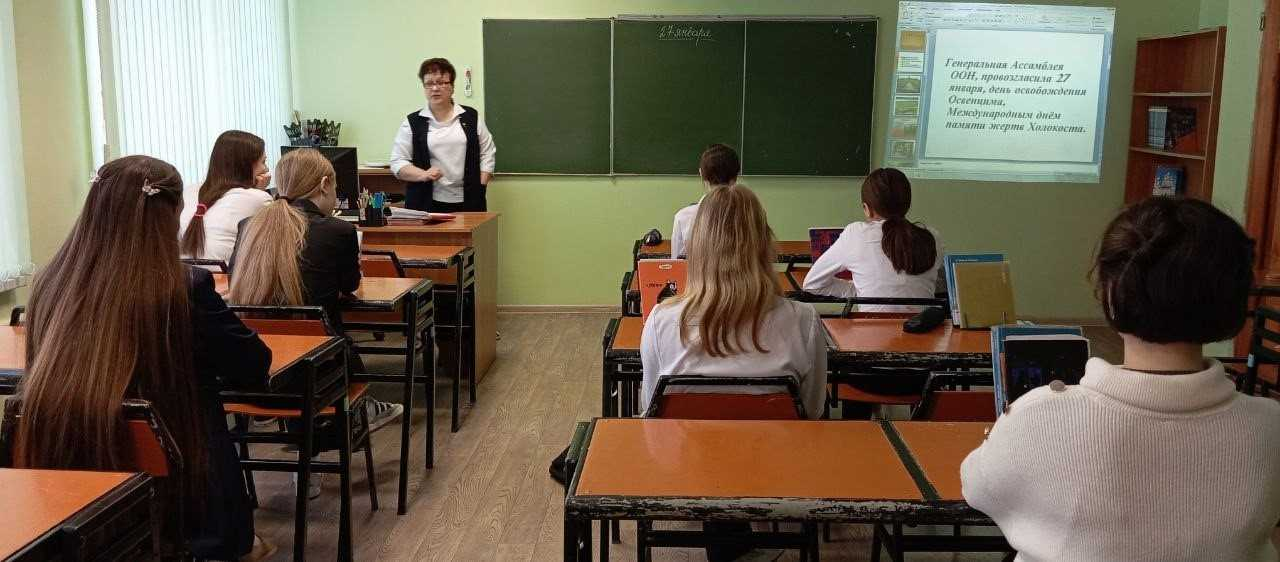 27 января
Генеральная Ассамблея
ООН, провозгласила 27
января, день освобождения
Освенцима,
Международным днём
памяти жертв Холокоста.